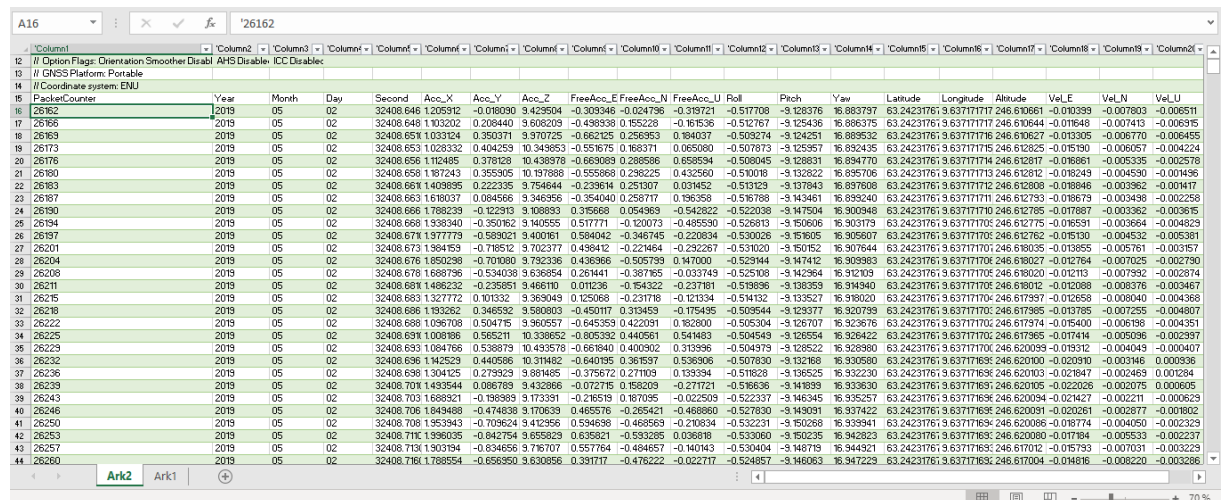 A16 fx '26162
'Column1 'Column2 'Column3 'Column10 'Column11 'Column12 'Column13 'Column14 'Column15 'Column16 'Column17 'Column18 'Column19
12 // Option Flags: Orientation Smoother Disabl AHS Disable ICC Disabled
13 // GNSS Platform: Portable
14 // Coordinate system: ENU
15 PacketCounter Year Month Day Second Acc_X Acc_Y Acc_Z FreeAcc_E FreeAcc_N FreeAcc_U Roll Pitch Yaw Latitude Longitude Altitude Vel_E Vel_N Vel_U
16 26162 2019 05 02 32408.646 1.205912 -0.018090 9.429504 -0.309346 -0.024796 -0.319721 -0.517708 -9.128376 16.883797 246.610661 -0.010399 -0.007803 -0.006511
17 26166 2019 05 02 32408.648 1.103202 0.208440 9.608209 -0.498938 0.155228 -0.161536 -0.512767 -9.125436 16.886375 246.610644 -0.011648 -0.007413 -0.006915
18 26169 2019 05 02 1.033124 0.350371 9.970725 -0.662125 0.256953 0.184037 -0.509274 -9.124251 16.889532 246.610627 -0.013305 -0.006770 -0.006455
19 26173 2019 05 02 32408.653 1.028332 0.404259 10.349853 -0.551675 0.168371 0.065080 -0.507873 -9.125957 16.892435 246.612825 -0.015190 -0.006057 -0.004224
20 26176 2019 05 02 32408.656 1.112485 0.378128 10.438978 -0.669089 0.288586 0.658594 -0.508045 -9.128831 16.894770 246.612817 -0.016861 -0.005335 -0.002578
21 26180 2019 05 02 32408.658 1.187243 0.355905 10.197888 -0.555868 0.298225 0.432560 -0.510018 -9.132822 16.895706 246.612812 -0.018249 -0.004590 -0.001496
22 26183 2019 05 02 1.409895 0.222335 9.754644 -0.239614 0.251307 0.031452 -0.513129 -9.137843 16.897608 246.612808 -0.018846 -0.003962 -0.001417
23 26187 2019 05 02 32408.663 1.618037 0.084566 9.346956 -0.354040 0.258717 0.196358 -0.516788 -9.143461 16.899240 246.612793 -0.018679 -0.003498 -0.002258
24 26190 2019 05 02 32408.666 1.788239 -0.122913 9.108893 0.315668 0.054969 -0.542822 -0.522038 -9.147504 16.900948 246.612785 -0.017887 -0.003362 -0.003615
25 26194 2019 05 02 32408.668 1.938340 -0.350162 9.140555 0.517771 -0.120073 -0.485590 -0.526813 -9.150606 16.903179 246.612775 -0.016591 -0.003664 -0.004829
26 26197 2019 05 02 1.977779 -0.589021 9.400161 0.584042 -0.346745 -0.220834 -0.530026 -9.151605 16.905607 246.612762 -0.015130 -0.004532 -0.005381
27 26201 2019 05 02 32408.673 1.984159 -0.718512 9.702377 0.498412 -0.221464 -0.292267 -0.531020 -9.150152 16.907644 246.618035 -0.013855 -0.005761 -0.003157
28 26204 2019 05 02 32408.676 1.850298 -0.701080 9.792336 0.436966 -0.505799 0.147000 -0.529144 -9.147412 16.909983 246.618027 -0.012764 -0.007025 -0.002790
29 26208 2019 05 02 32408.678 1.688796 -0.534038 9.636854 0.261441 -0.387165 -0.033749 -0.525108 -9.142964 16.912109 246.618020 -0.012113 -0.007992 -0.002874
30 26211 2019 05 02 1.486232 -0.235851 9.466110 0.011236 -0.154322 -0.237181 -0.519896 -9.138359 16.914940 246.618012 -0.012088 -0.008376 -0.003467
31 26215 2019 05 02 32408.683 1.327772 0.101332 9.369049 0.125068 -0.231718 -0.121334 -0.514132 -9.133527 16.918020 246.617997 -0.012658 -0.008040 -0.004368
32 26218 2019 05 02 32408.686 1.193262 0.346592 9.580803 -0.450117 0.313459 -0.175495 -0.509544 -9.129377 16.920799 246.617985 -0.013785 -0.007255 -0.004807
33 26222 2019 05 02 32408.688 1.096708 0.504715 9.960557 -0.645359 0.422091 0.182800 -0.505304 -9.126707 16.923676 246.617974 -0.015400 -0.006198 -0.004351
34 26225 2019 05 02 1.008186 0.565211 10.338652 -0.805392 0.440561 0.541483 -0.504549 -9.126554 16.926422 246.617965 -0.017414 -0.005096 -0.002997
35 26229 2019 05 02 32408.693 1.084766 0.538879 10.493578 -0.661840 0.400902 0.313996 -0.504979 -9.128522 16.928980 246.620099 -0.019312 -0.004049 -0.000407
36 26232 2019 05 02 32408.696 1.142529 0.440586 10.311482 -0.640195 0.361597 0.536906 -0.507830 -9.132168 16.930580 246.620100 -0.020910 -0.003146 0.000936
37 26236 2019 05 02 32408.698 1.304125 0.279929 9.881485 -0.375672 0.271109 0.139394 -0.511828 -9.136525 16.932230 246.620103 -0.021847 -0.002469 0.001284
38 26239 2019 05 02 1.493544 0.086789 9.432866 -0.072715 0.158209 -0.271721 -0.516636 -9.141899 16.933630 246.620105 -0.022026 -0.002075 0.000605
39 26243 2019 05 02 32408.703 1.688921 -0.198989 9.173391 -0.216519 0.187095 -0.022509 -0.522337 -9.146345 16.935257 246.620094 -0.021427 -0.002211 -0.000629
40 26246 2019 05 02 32408.706 1.849488 -0.474838 9.170639 0.465576 -0.265421 -0.468860 -0.527830 -9.149091 16.937422 246.620091 -0.020261 -0.002877 -0.001802
41 26250 2019 05 02 32408.708 1.953943 -0.709624 9.412956 0.594698 -0.468569 -0.210834 -0.532231 -9.150268 16.939941 246.620086 -0.018774 -0.004050 -0.002329
42 26253 2019 05 02 1.996035 -0.842754 9.655829 0.635821 -0.593285 0.036818 -0.533060 -9.150235 16.942823 246.620080 -0.017184 -0.005533 -0.002237
43 26257 2019 05 02 1.903194 -0.834656 9.716707 0.557764 -0.484657 -0.140143 -0.530404 -9.148719 16.944921 246.617012 -0.015793 -0.007031 -0.003229
44 26260 2019 05 02 1.788554 -0.656950 9.630856 0.391717 -0.476222 -0.022717 -0.524857 -9.146063 16.947229 246.617004 -0.014816 -0.008220 -0.003286
Ark2 Ark1
70 %